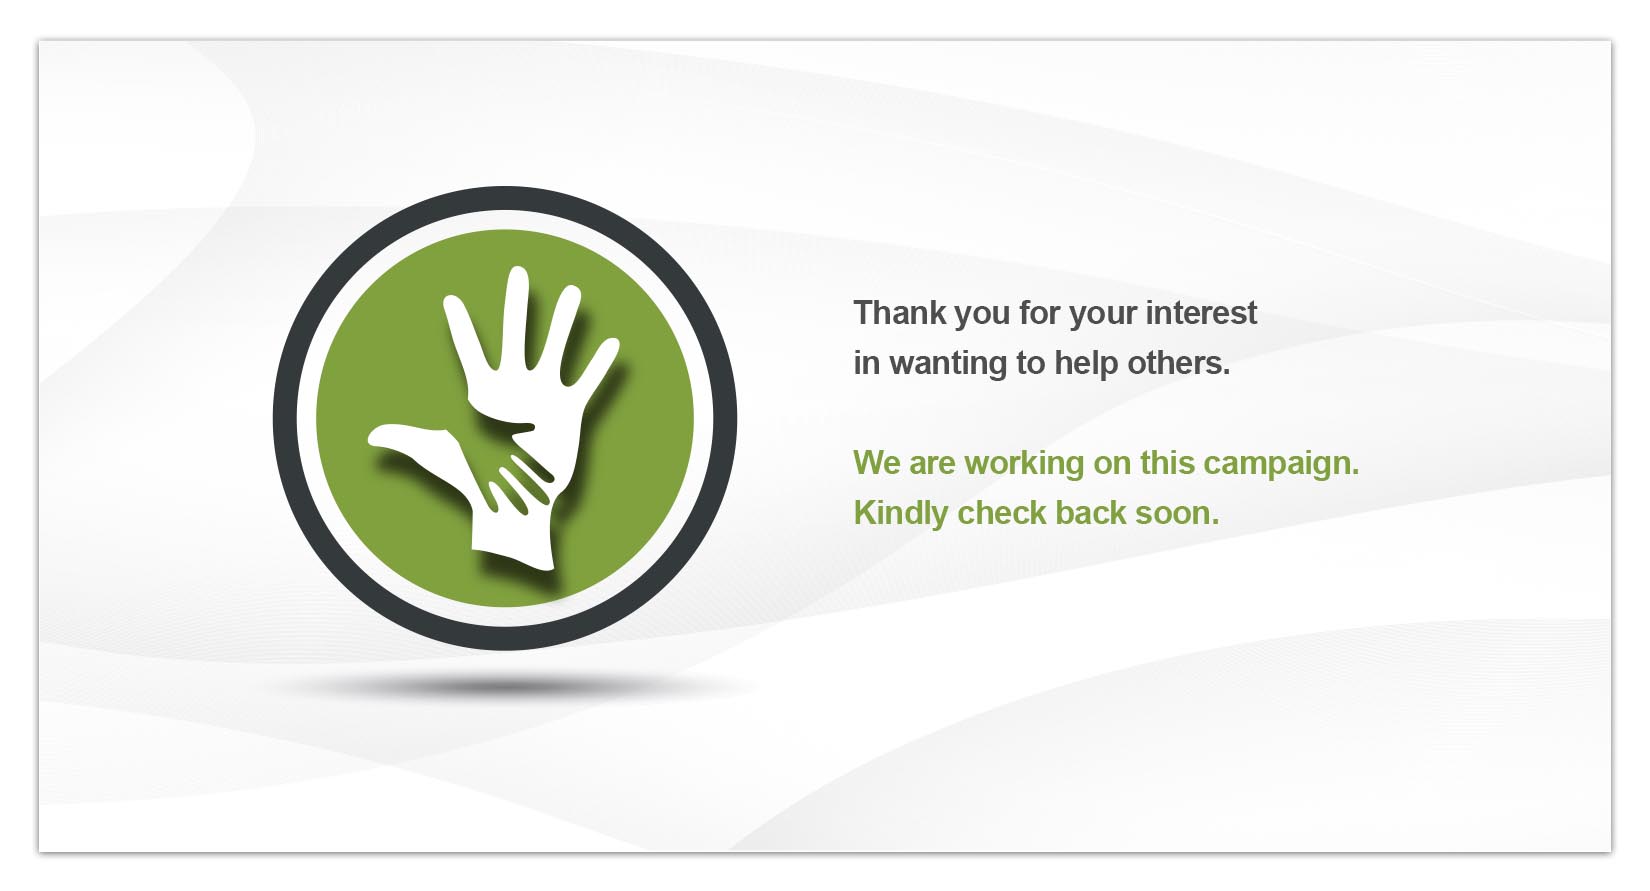 Thank you for your interest
in wanting to help others.
We are working on this campaign.
Kindly check back soon.